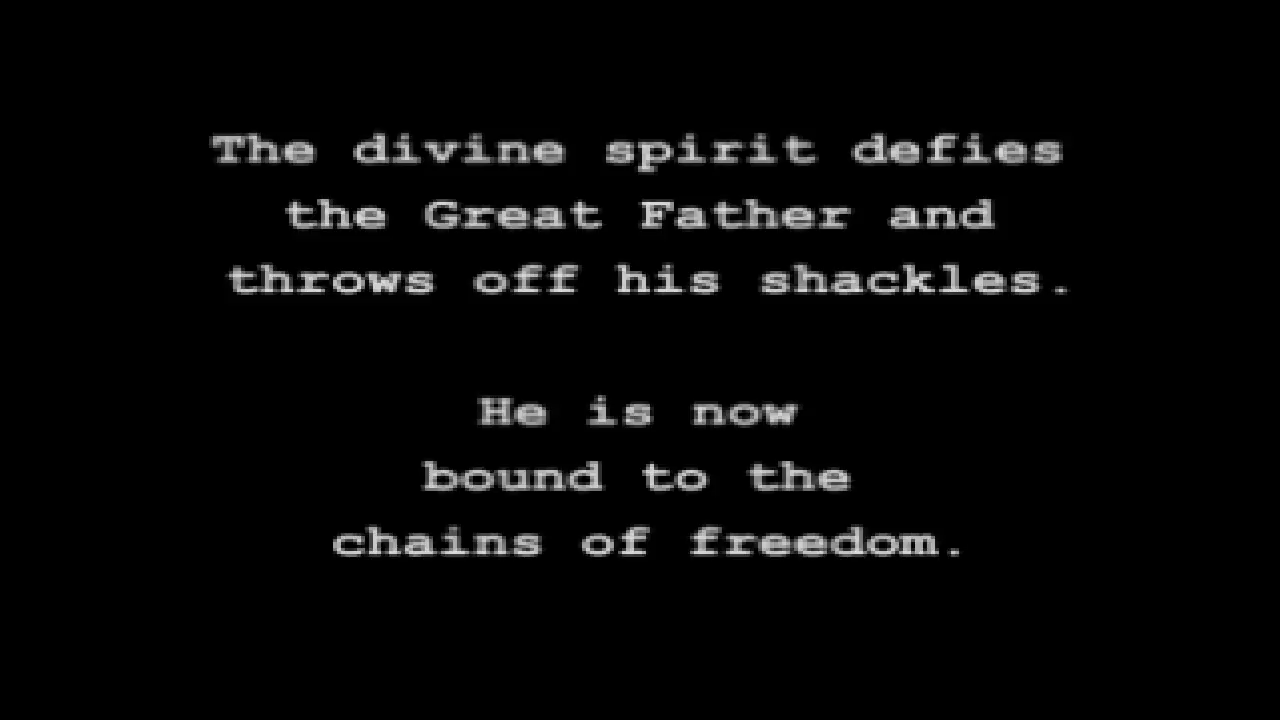 The divine spirit defies
the Great Father and
throws off his shackles.
He is now
bound to the
chains of freedom.